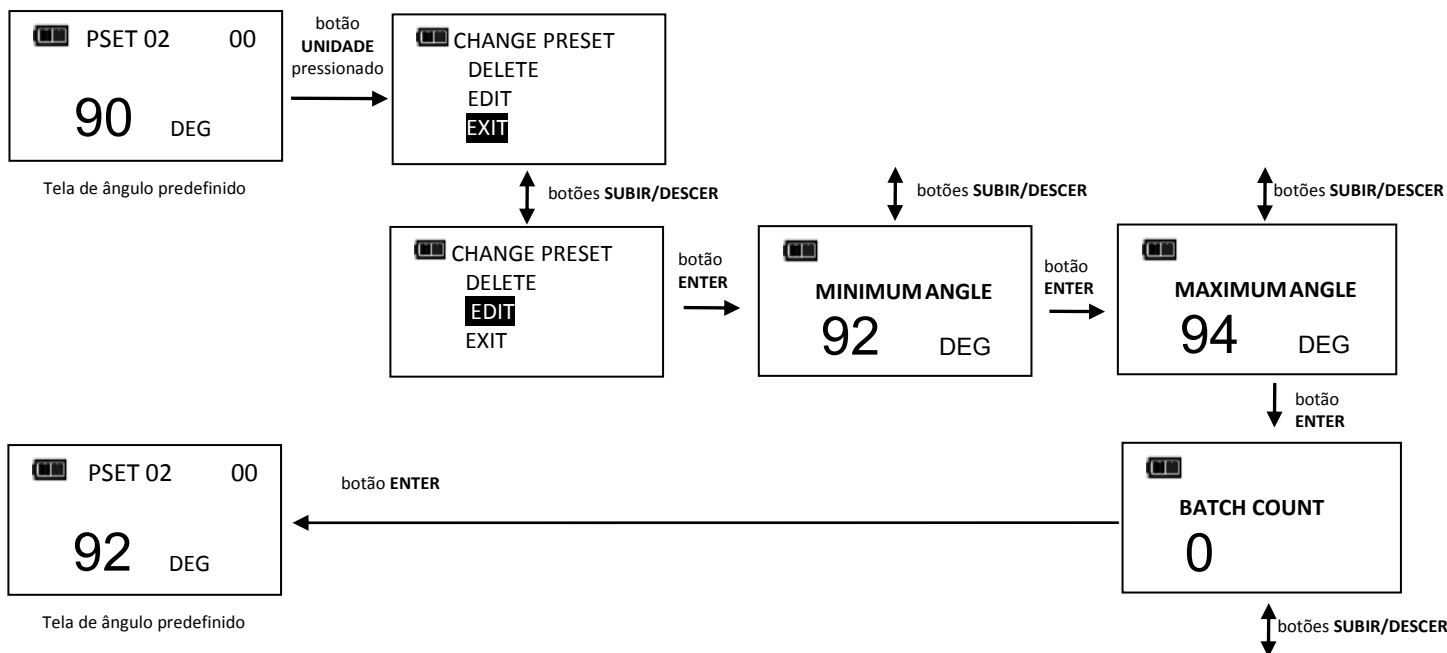 PSET 02 00
90 DEG
Tela de ângulo predefinido
botão
UNIDADE
pressionado
CHANGE PRESET
DELETE
EDIT
EXIT
botões SUBIR/DESCER
CHANGE PRESET
DELETE
EDIT
EXIT
botão
ENTER
botões SUBIR/DESCER
MINIMUM ANGLE
92 DEG
botão
ENTER
botões SUBIR/DESCER
MAXIMUM ANGLE
94 DEG
botão
ENTER
BATCH COUNT
0
botões SUBIR/DESCER
botão ENTER
PSET 02 00
92 DEG
Tela de ângulo predefinido